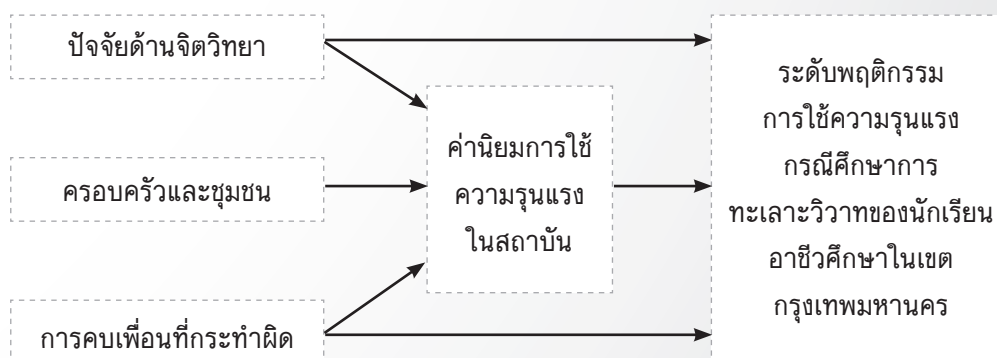 ปัจจัยด้านจิตวิทยา
ครอบครัวและชุมชน
การคบเพื่อนที่กระทำผิด
ค่านิยมการใช้
ความรุนแรง
ในสถาบัน
ระดับพฤติกรรม
การใช้ความรุนแรง
กรณีศึกษาการ
ทะเลาะวิวาทของนักเรียน
อาชีวศึกษาในเขต
กรุงเทพมหานคร